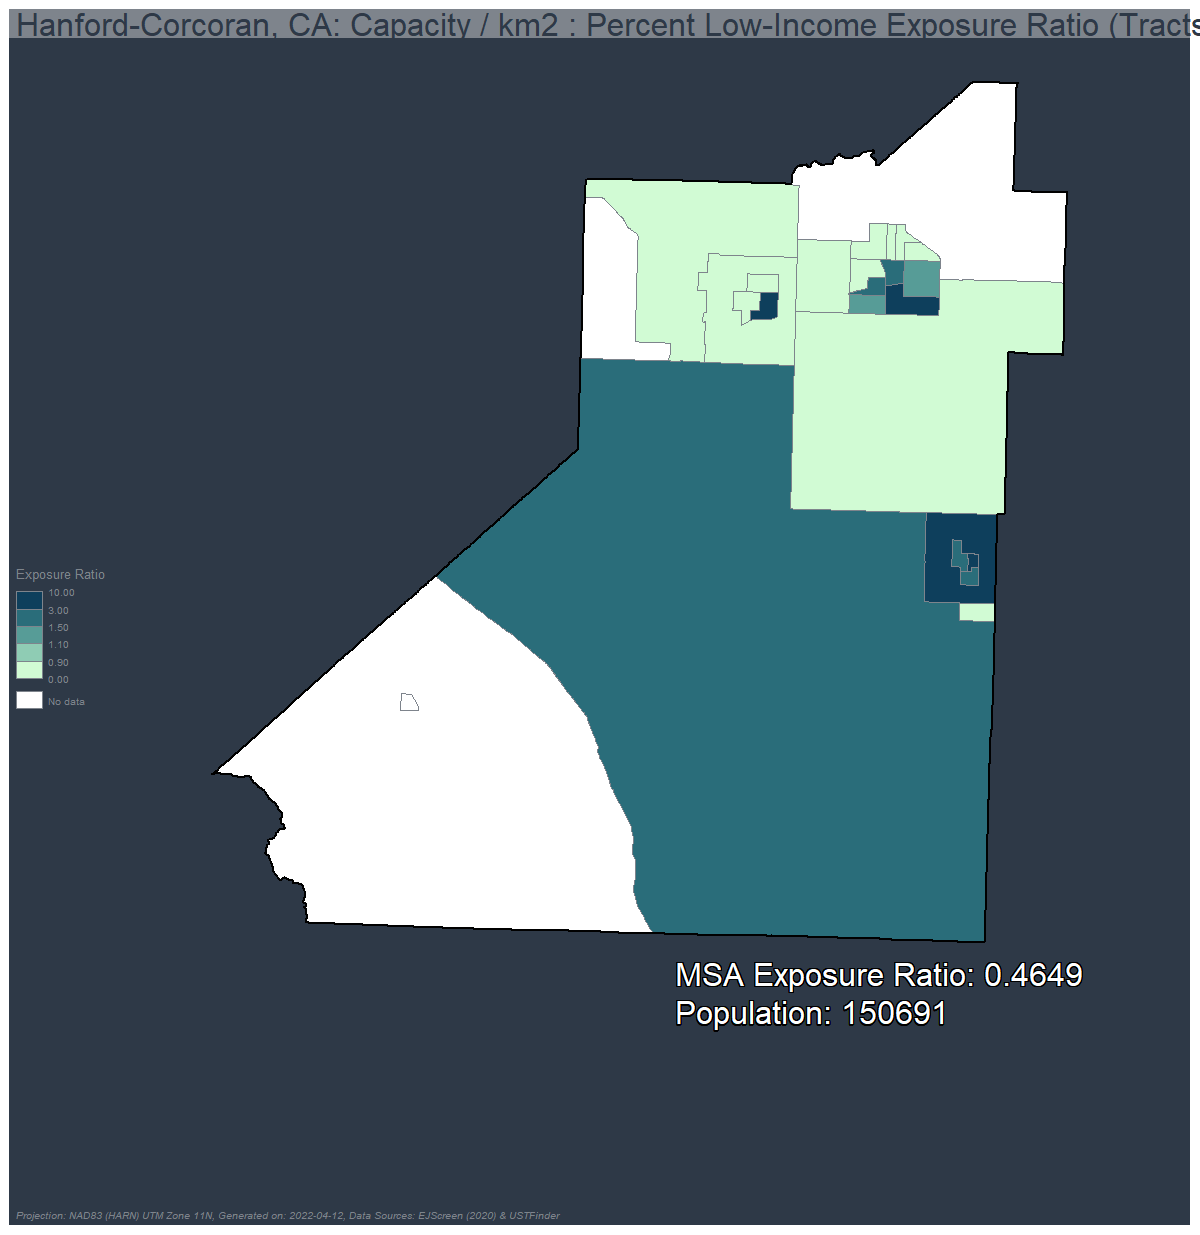 Hanford-Corcoran, CA: Capacity / km2 : Percent Low-Income Exposure Ratio (Tracts
Exposure Ratio
10.00
3.00
1.50
1.10
0.90
0.00
No data
MSA Exposure Ratio: 0.4649
Population: 150691
Projection: NAD83 (HARN) UTM Zone 11N, Generated on: 2022-04-12, Data Sources: EJScreen (2020) & USTFinder